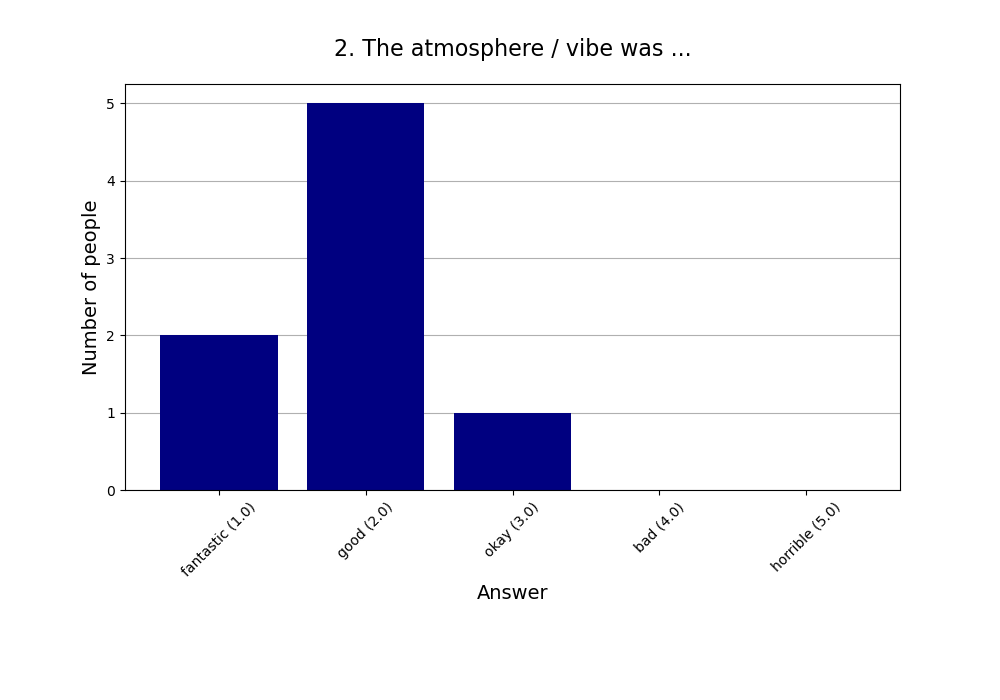 2. The atmosphere / vibe was ...
5
4
3
2
1
0
Number of people
fantastic (1.0)
good (2.0)
okay (3.0)
bad (4.0)
horrible (5.0)
Answer